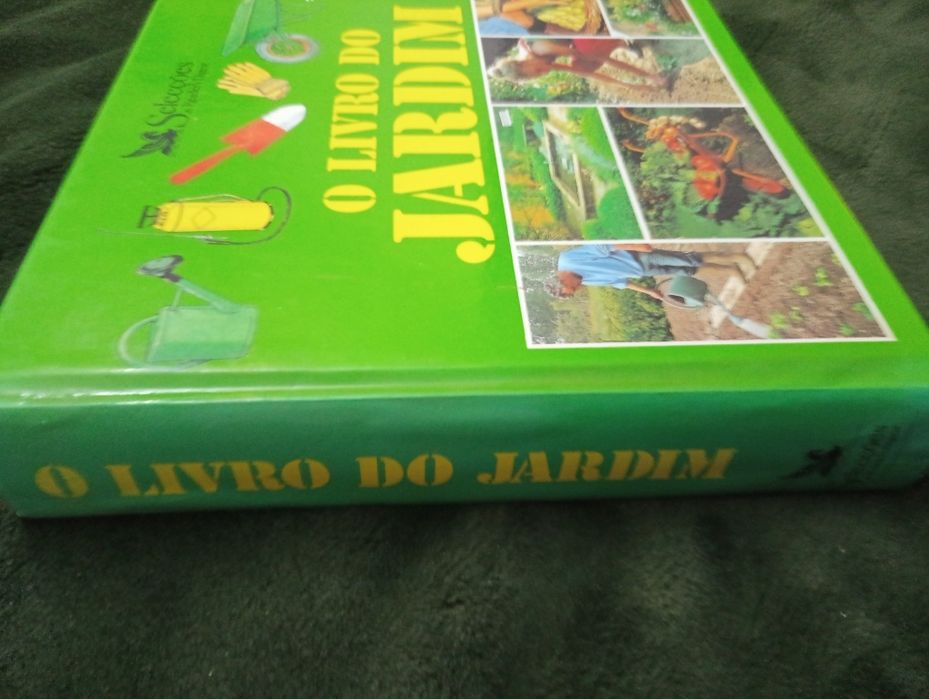 Selecções
O LIVRO DO
JARDIM
O LIVRO DO JARDIM